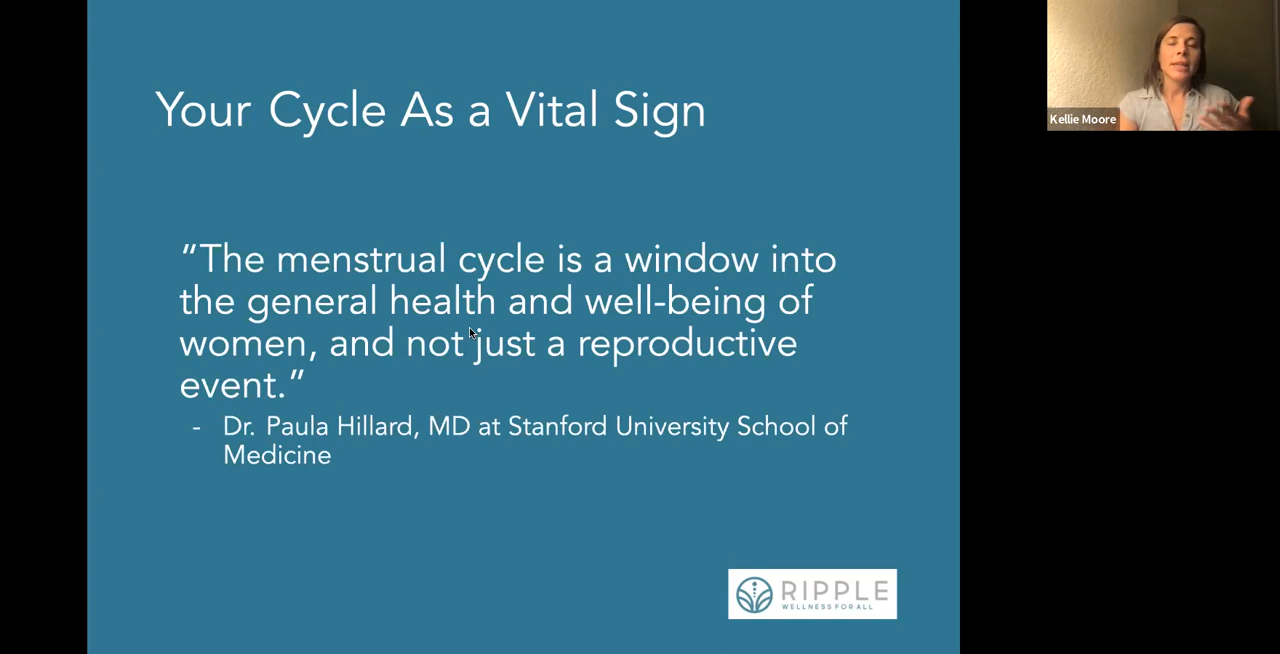 Your Cycle As a Vital Sign
“The menstrual cycle is a window into
the general health and well-being of
women, and not just a reproductive
event.”
- Dr. Paula Hillard, MD at Stanford University School of
Medicine
RIPPLE
WELLNESS FOR ALL
Kellie Moore